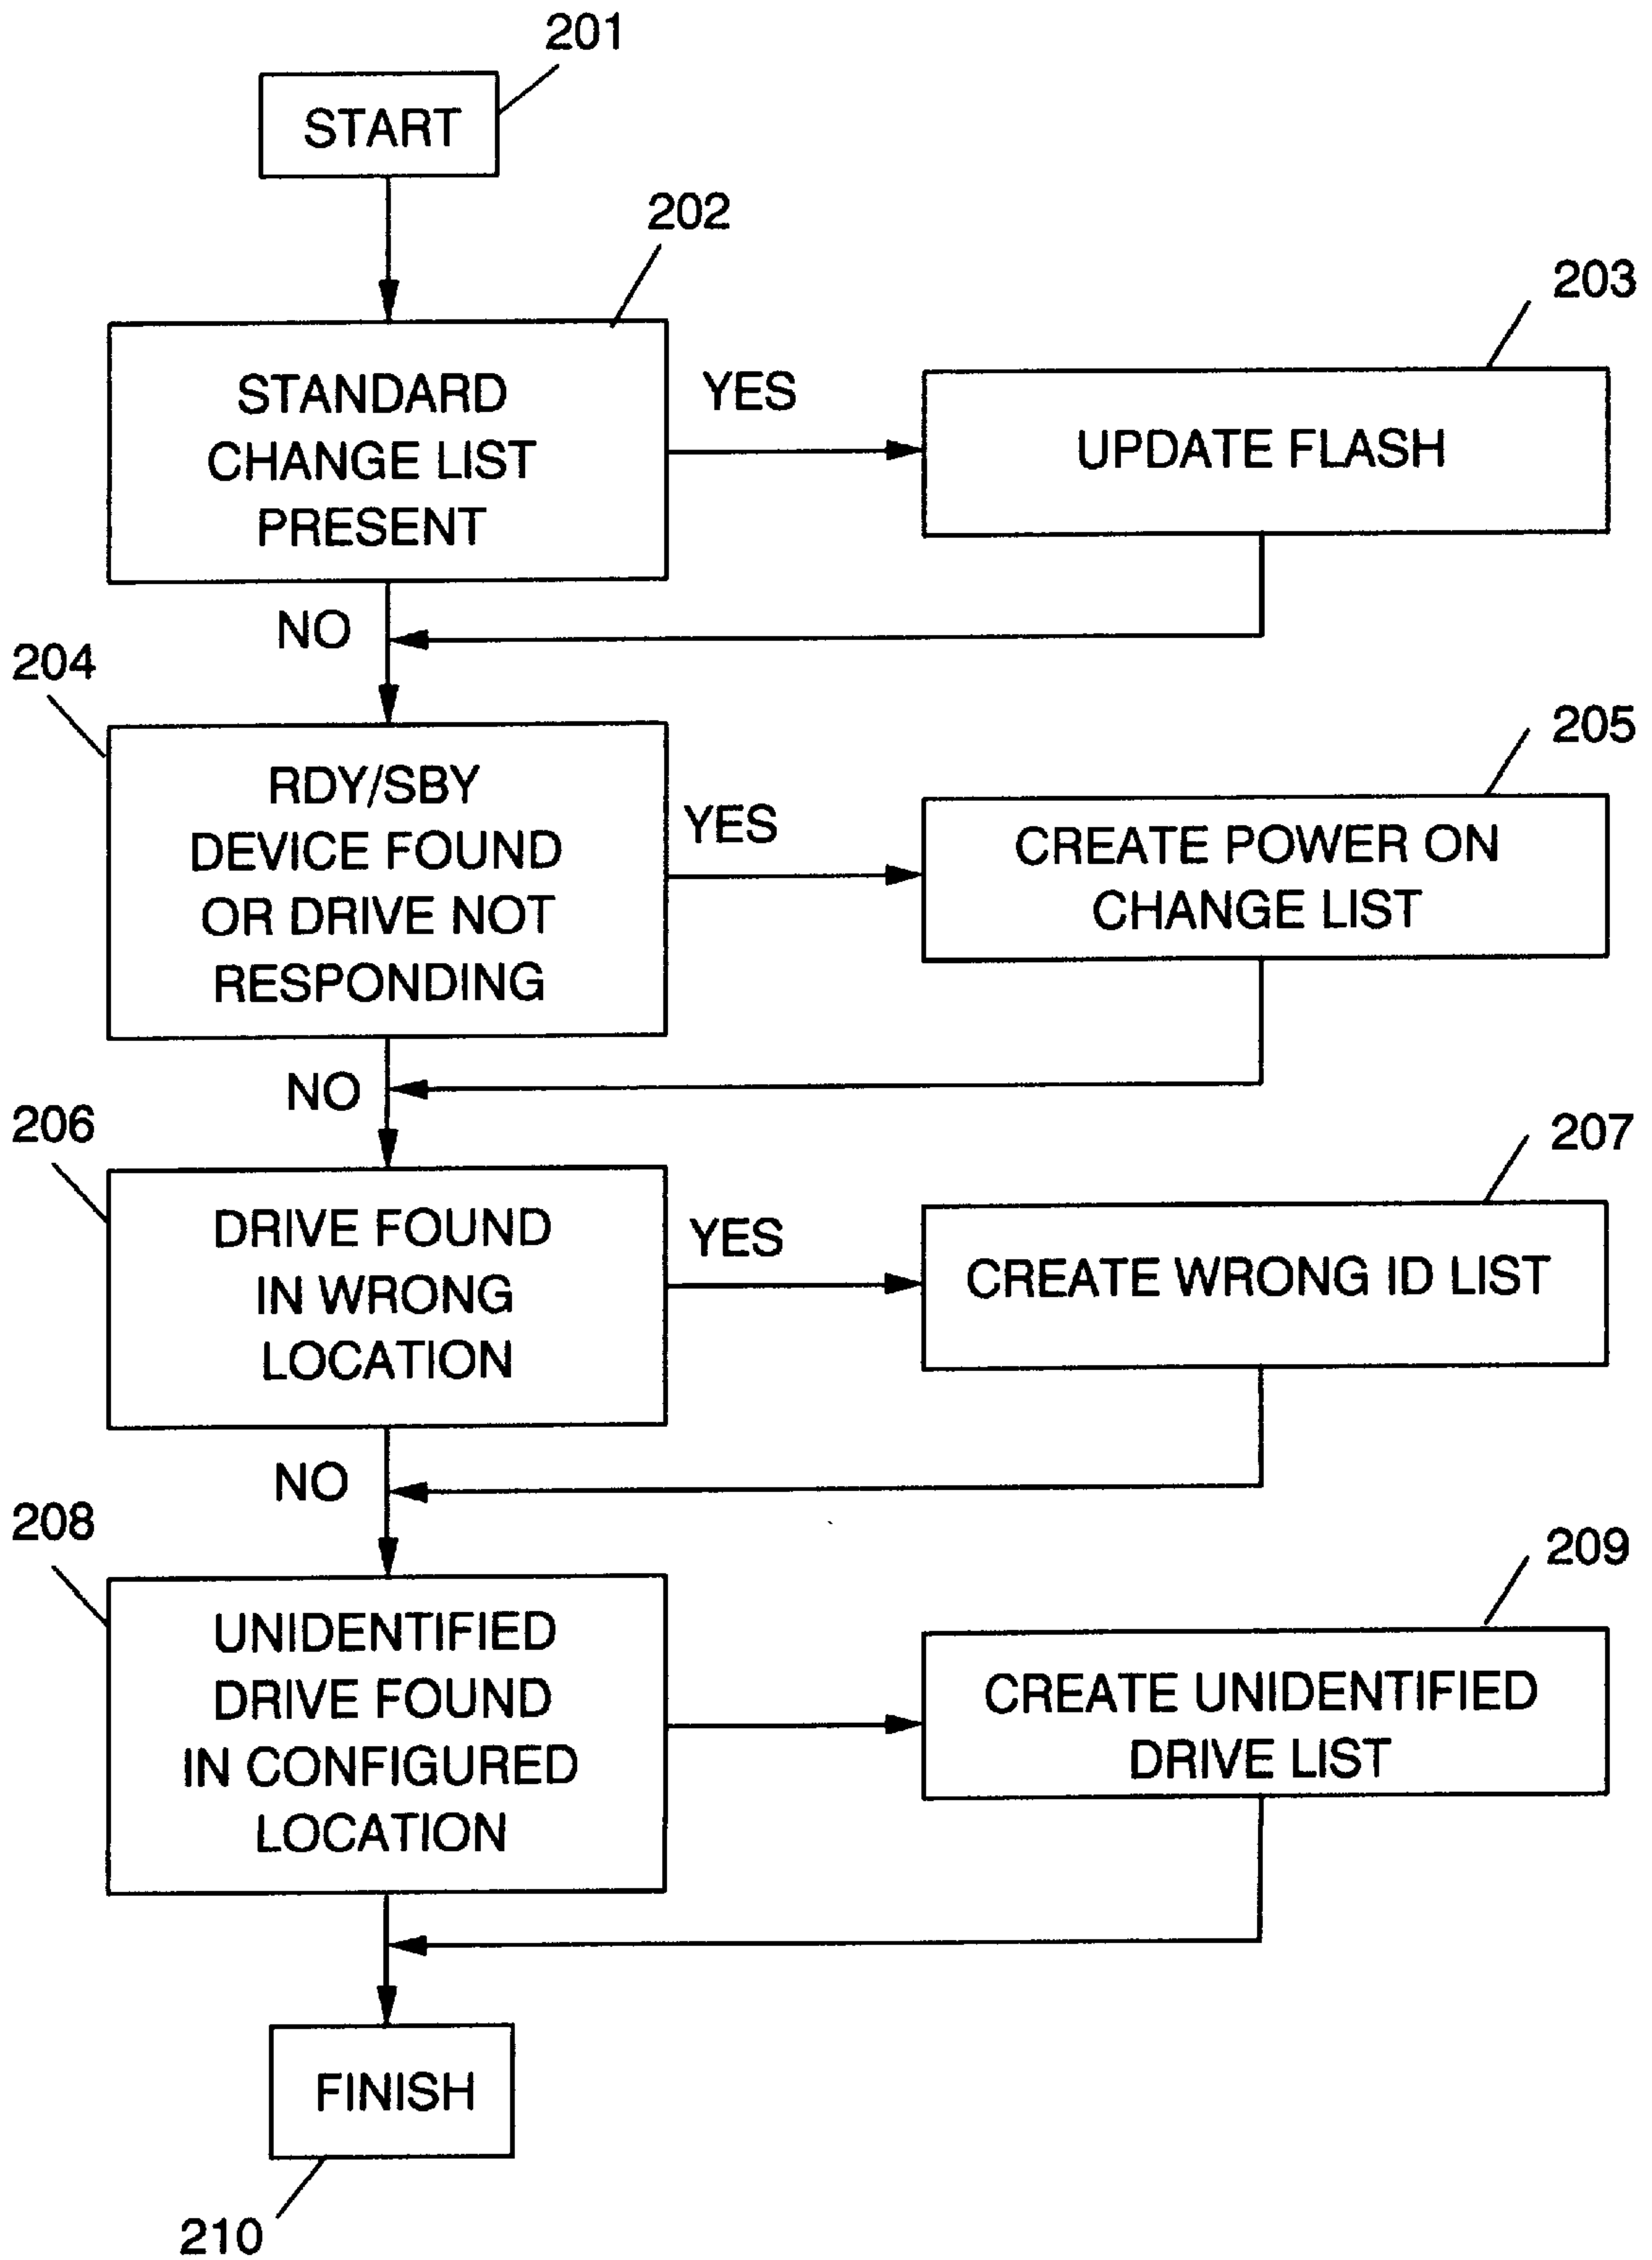 201
START
202
203
STANDARD
CHANGE LIST
PRESENT
YES
UPDATE FLASH
NO
204
205
RDY/SBY
DEVICE FOUND
OR DRIVE NOT
RESPONDING
YES
CREATE POWER ON
CHANGE LIST
NO
206
207
DRIVE FOUND
IN WRONG
LOCATION
YES
CREATE WRONG ID LIST
NO
208
209
UNIDENTIFIED
DRIVE FOUND
IN CONFIGURED
LOCATION
CREATE UNIDENTIFIED
DRIVE LIST
FINISH
210